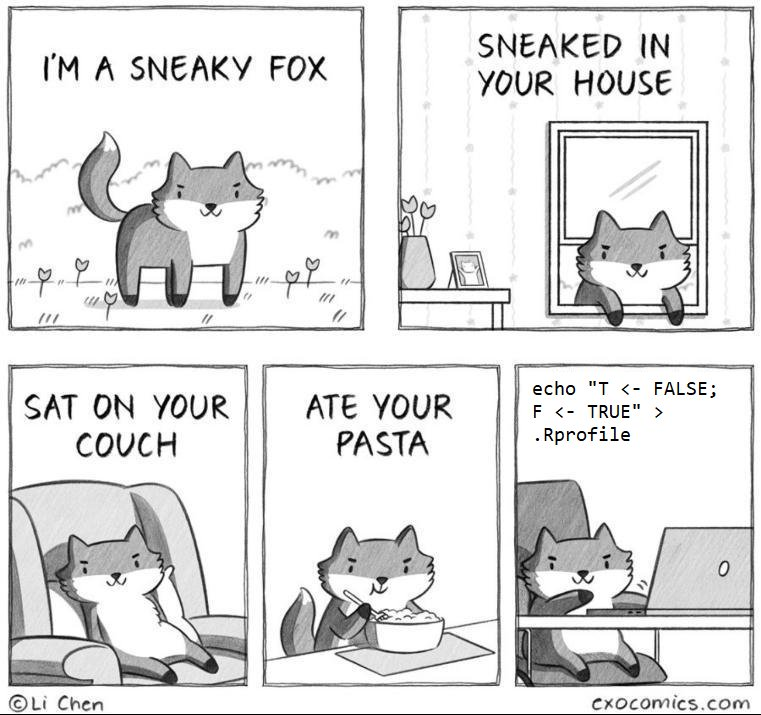 I'M A SNEAKY FOX
SNEAKED IN
YOUR HOUSE
SAT ON YOUR
COUCH
ATE YOUR
PASTA
echo "T <- FALSE;
F <- TRUE" >
.Rprofile
©Li Chen
exocomics.com